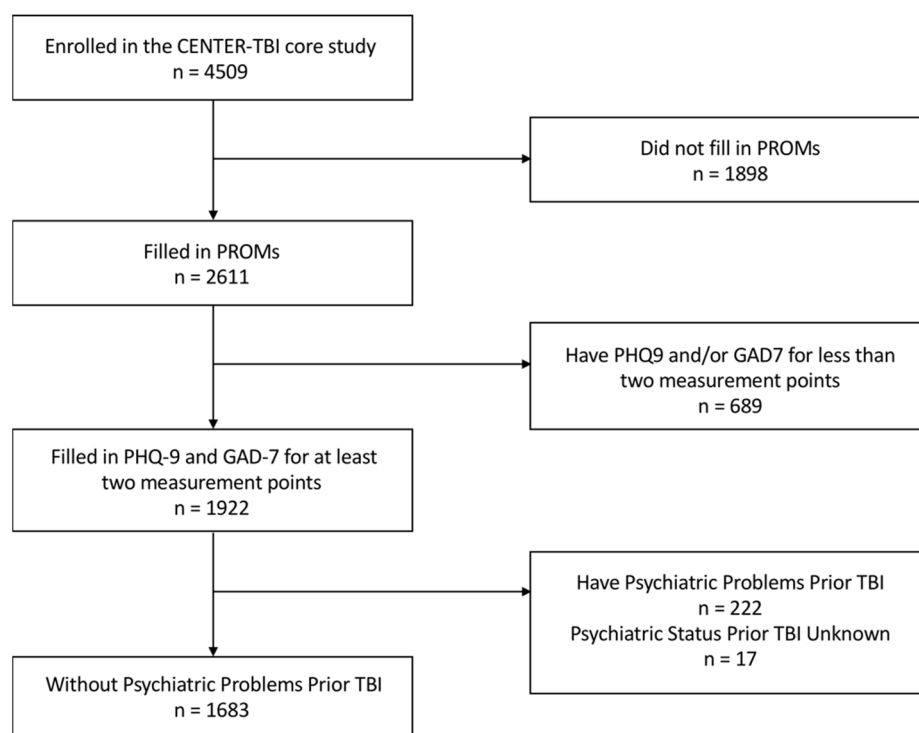 Enrolled in the CENTER-TBI core study
n = 4509
Did not fill in PROMs
n = 1898
Filled in PROMs
n = 2611
Have PHQ9 and/or GAD7 for less than
two measurement points
n = 689
Filled in PHQ-9 and GAD-7 for at least
two measurement points
n = 1922
Have Psychiatric Problems Prior TBI
n = 222
Psychiatric Status Prior TBI Unknown
n = 17
Without Psychiatric Problems Prior TBI
n = 1683